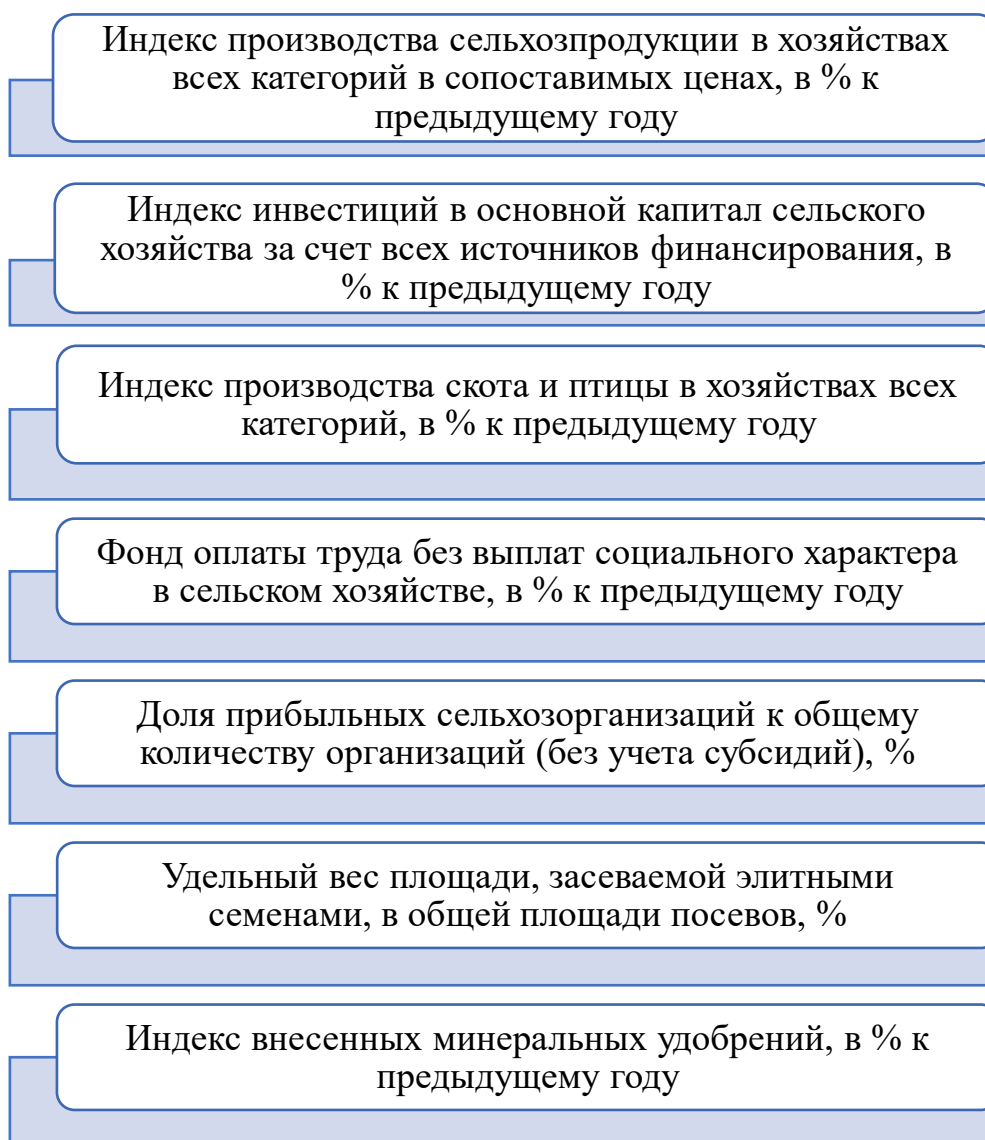 Индекс производства сельхозпродукции в хозяйствах
всех категорий в сопоставимых ценах, в % к
предыдущему году
Индекс инвестиций в основной капитал сельского
хозяйства за счет всех источников финансирования, в
% к предыдущему году
Индекс производства скота и птицы в хозяйствах всех
категорий, в % к предыдущему году
Фонд оплаты труда без выплат социального характера
в сельском хозяйстве, в % к предыдущему году
Доля прибыльных сельхозорганизаций к общему
количеству организаций (без учета субсидий), %
Удельный вес площади, засеваемой элитными
семенами, в общей площади посевов, %
Индекс внесенных минеральных удобрений, в % к
предыдущему году